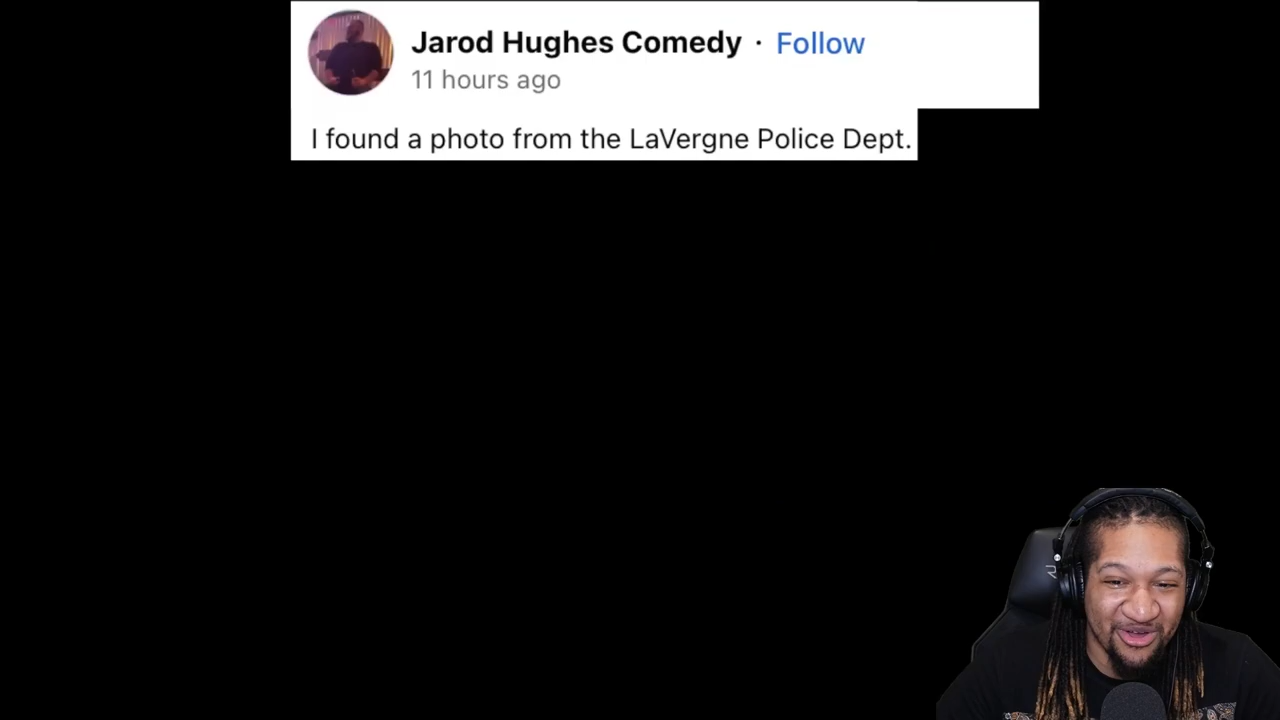 Jarod Hughes Comedy · Follow
11 hours ago
I found a photo from the LaVergne Police Dept.